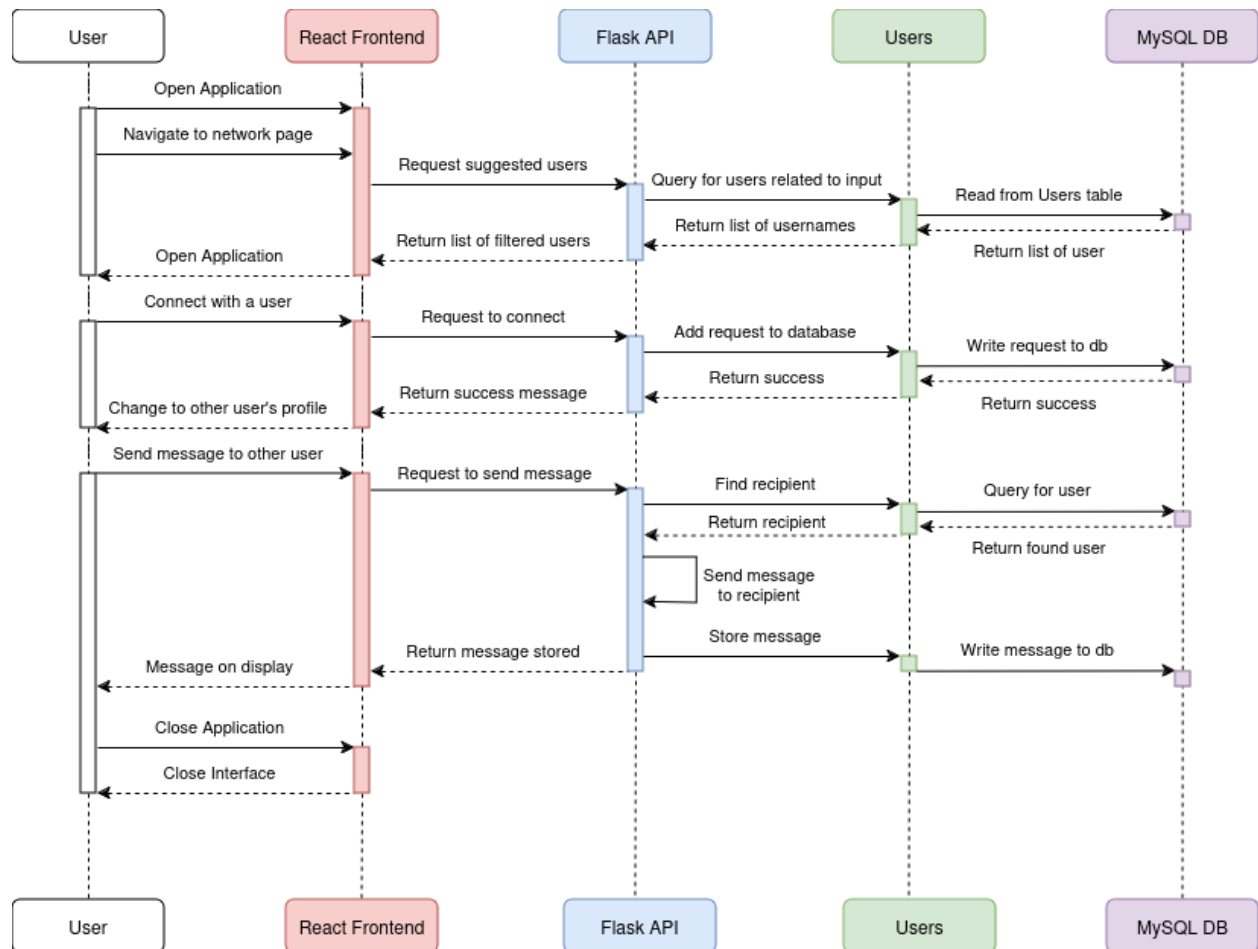 User
React Frontend
Flask API
Users
MySQL DB
Open Application
Navigate to network page
Request suggested users
Query for users related to input
Read from Users table
Return list of usernames
Return list of filtered users
Return list of user
Open Application
Connect with a user
Request to connect
Add request to database
Write request to db
Return success
Return success message
Return success
Change to other user's profile
Send message to other user
Request to send message
Find recipient
Query for user
Return recipient
Return found user
Send message
to recipient
Store message
Return message stored
Write message to db
Message on display
Close Application
Close Interface
User
React Frontend
Flask API
Users
MySQL DB